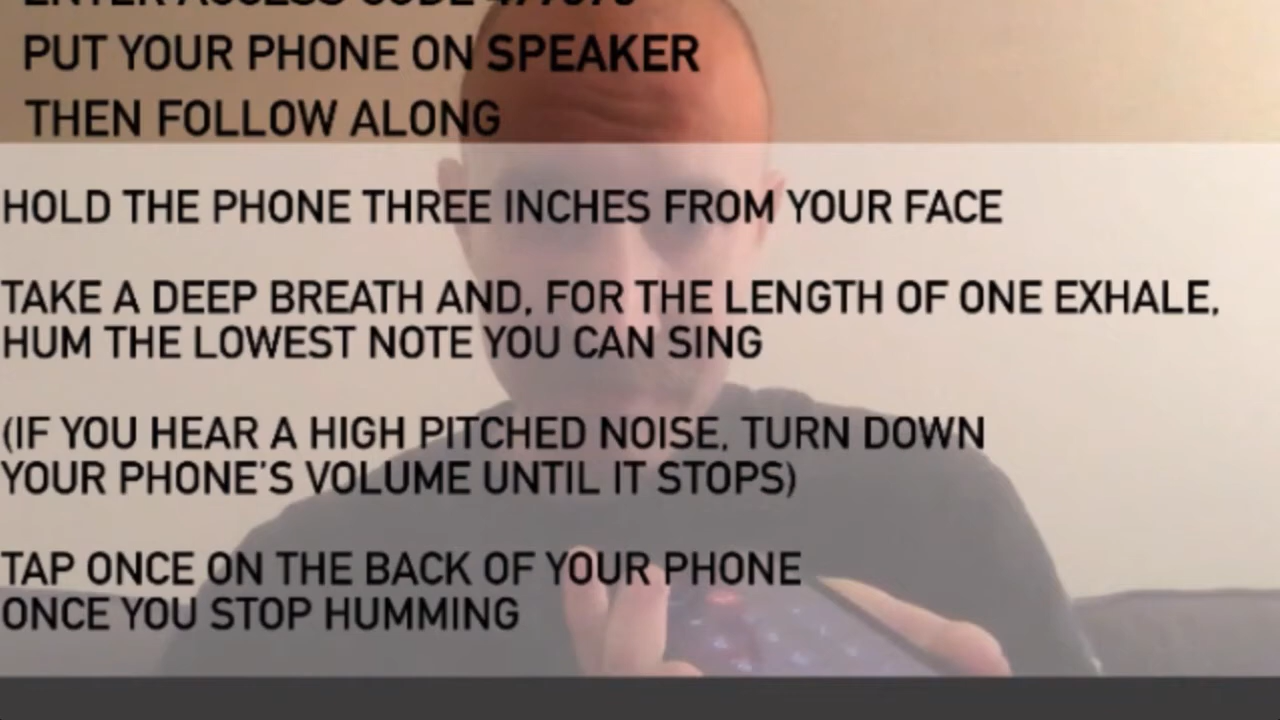 ENTER ACCESS CODE
PUT YOUR PHONE ON SPEAKER
THEN FOLLOW ALONG
HOLD THE PHONE THREE INCHES FROM YOUR FACE
TAKE A DEEP BREATH AND, FOR THE LENGTH OF ONE EXHALE,
HUM THE LOWEST NOTE YOU CAN SING
(IF YOU HEAR A HIGH PITCHED NOISE, TURN DOWN
YOUR PHONE'S VOLUME UNTIL IT STOPS)
TAP ONCE ON THE BACK OF YOUR PHONE
ONCE YOU STOP HUMMING